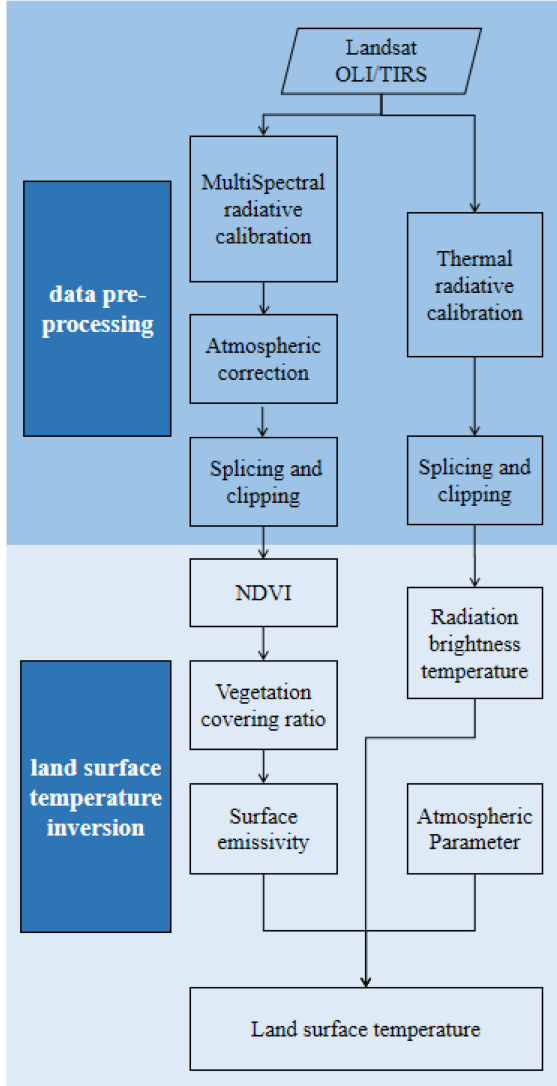 Landsat
OLI/TIRS
MultiSpectral
radiative
calibration
Thermal
radiative
calibration
data pre-
processing
Atmospheric
correction
Splicing and
clipping
Splicing and
clipping
NDVI
Radiation
brightness
temperature
Vegetation
covering ratio
land surface
temperature
inversion
Surface
emissivity
Atmospheric
Parameter
Land surface temperature